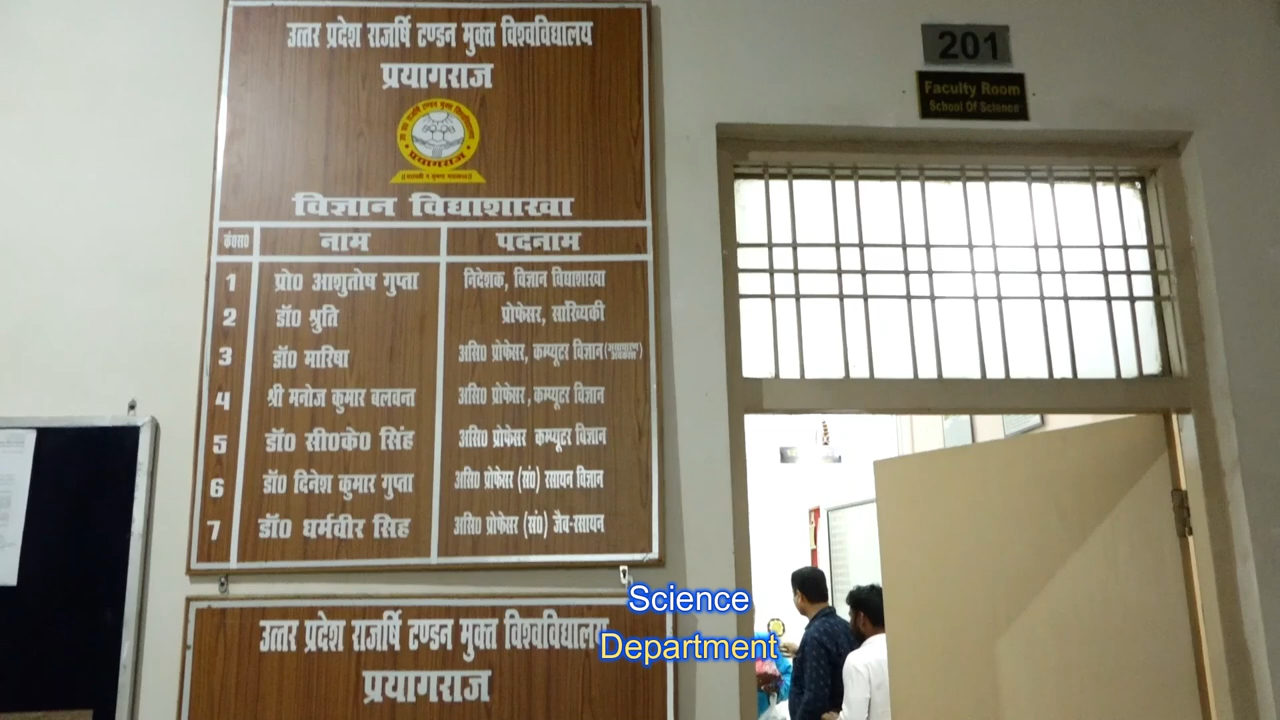 उत्तर प्रदेश राजर्षि टण्डन मुक्त विश्वविद्यालय
प्रयागराज
प्रयागराज
विज्ञान विद्याशाखा
कं०सं० नाम पदनाम
1 प्रो० आशुतोष गुप्ता निदेशक, विज्ञान विद्याशाखा
2 डॉ० श्रुति प्रोफेसर, सांख्यिकी
3 डॉ० मारिषा असि० प्रोफेसर, कम्प्यूटर विज्ञान
4 श्री मनोज कुमार बलवन्त असि० प्रोफेसर, कम्प्यूटर विज्ञान
5 डॉ० सी०के० सिंह असि० प्रोफेसर कम्प्यूटर विज्ञान
6 डॉ० दिनेश कुमार गुप्ता असि० प्रोफेसर (सं०) रसायन विज्ञान
7 डॉ० धर्मवीर सिंह असि० प्रोफेसर (सं०) जैव-रसायन
उत्तर प्रदेश राजर्षि टण्डन मुक्त विश्वविद्यालय
प्रयागराज
201
Faculty Room
School Of Science
Science
Department